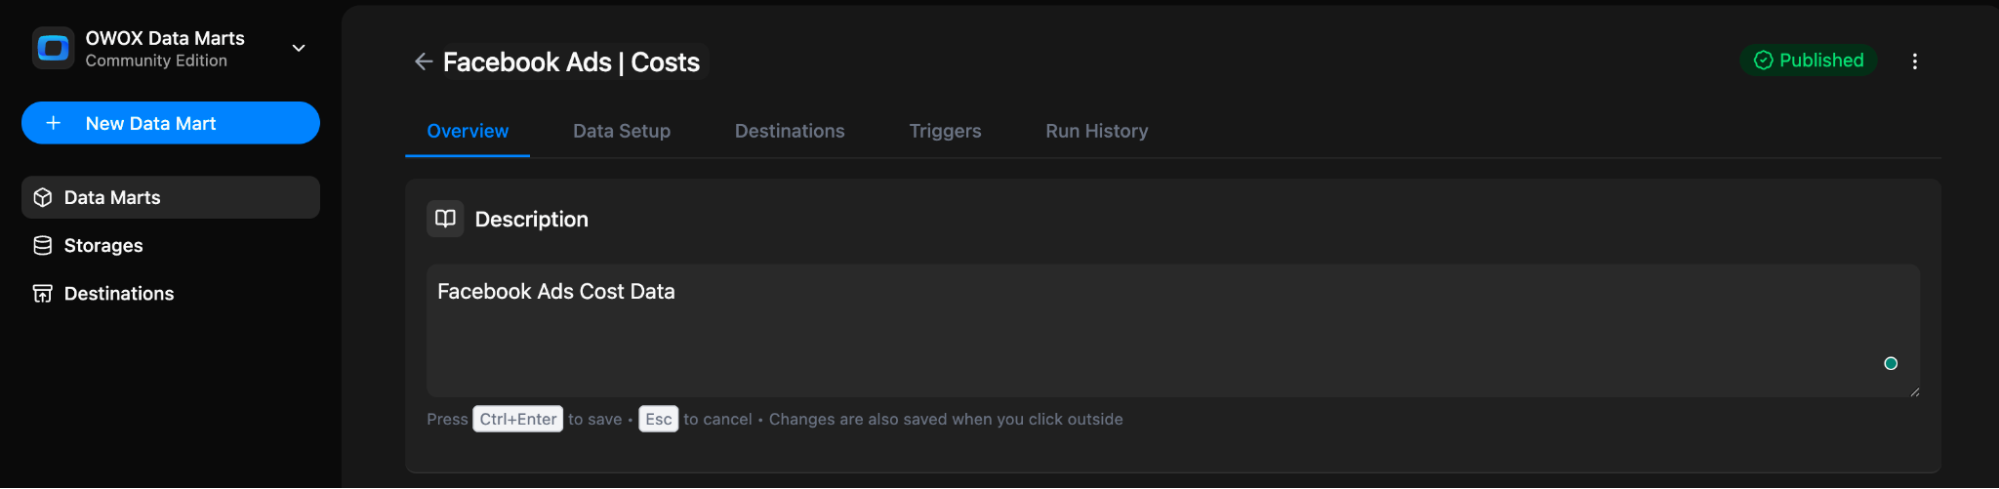 OWOX Data Marts
Community Edition
New Data Mart
Data Marts
Storages
Destinations
Facebook Ads | Costs
Published
Overview Data Setup Destinations Triggers Run History
Description
Facebook Ads Cost Data
Press Ctrl+Enter to save • Esc to cancel • Changes are also saved when you click outside